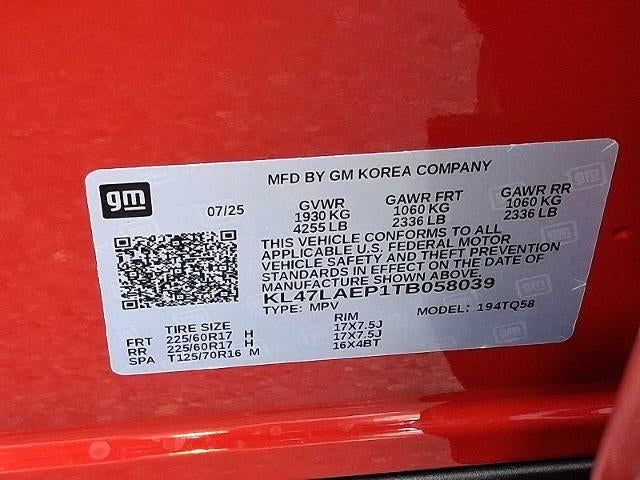 gm
MFD BY GM KOREA COMPANY
07/25
GVWR GAWR FRT GAWR RR
1930 KG 1060 KG 1060 KG
4255 LB 2336 LB 2336 LB
THIS VEHICLE CONFORMS TO ALL
APPLICABLE U.S. FEDERAL MOTOR
VEHICLE SAFETY AND THEFT PREVENTION
STANDARDS IN EFFECT ON THE DATE OF
MANUFACTURE SHOWN ABOVE.
KL47LAEP1TB058039
TYPE: MPV MODEL: 194TQ58
TIRE SIZE RIM
FRT 225/60R17 H 17X7.5J
RR 225/60R17 H 17X7.5J
SPA T125/70R16 M 16X4BT